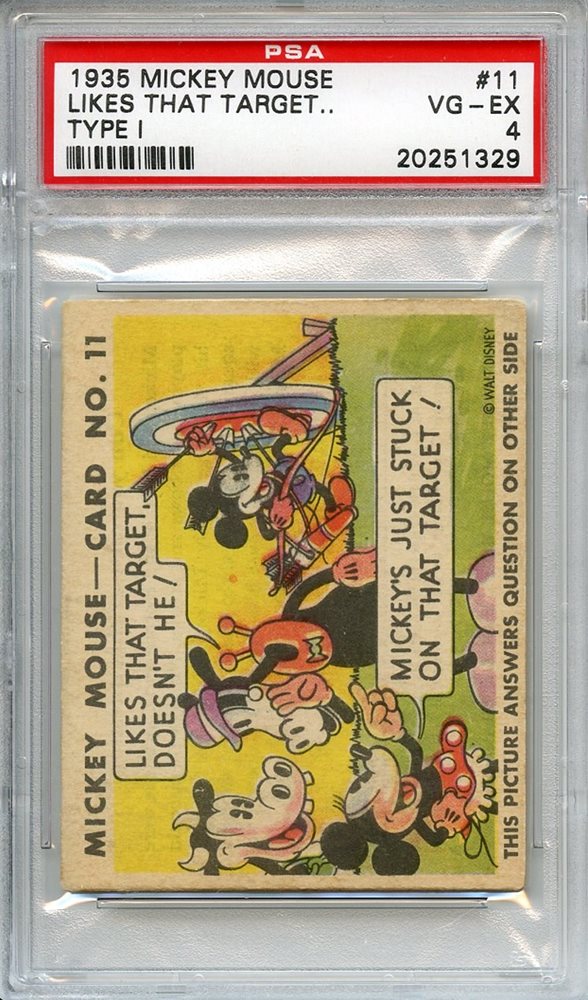 PSA
1935 MICKEY MOUSE #11
LIKES THAT TARGET.. VG-EX
TYPE I 4
20251329
MICKEY MOUSE—CARD NO. 11
LIKES THAT TARGET,
DOESN'T HE!
MICKEY'S JUST STUCK
ON THAT TARGET!
© WALT DISNEY
THIS PICTURE ANSWERS QUESTION ON OTHER SIDE